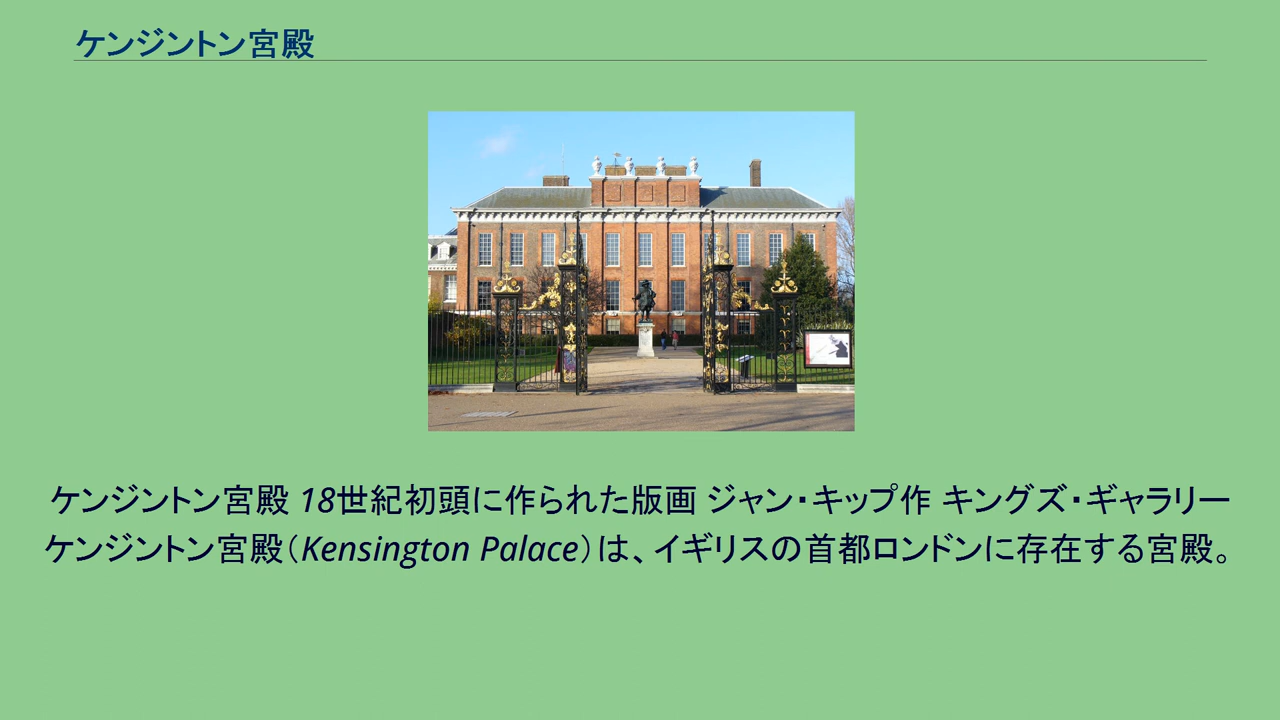 ケンジントン宮殿
ケンジントン宮殿 18世紀初頭に作られた版画 ジャン・キップ作 キングズ・ギャラリー
ケンジントン宮殿（Kensington Palace）は、イギリスの首都ロンドンに存在する宮殿。